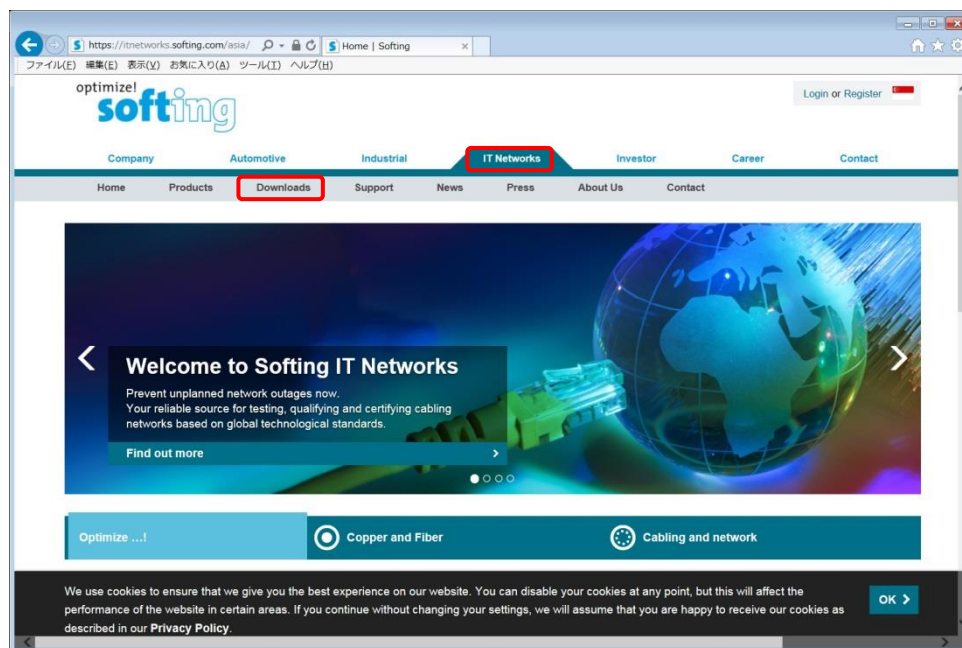 https://itnetworks.softing.com/asia/
Home | Softing
ファイル(F) 編集(E) 表示(V) お気に入り(A) ツール(T) ヘルプ(H)
optimize!
softing
Login or Register
Company Automotive Industrial IT Networks Investor Career Contact
Home Products Downloads Support News Press About Us Contact
Welcome to Softing IT Networks
Prevent unplanned network outages now.
Your reliable source for testing, qualifying and certifying cabling
networks based on global technological standards.
Find out more
Optimize ...! Copper and Fiber Cabling and network
We use cookies to ensure that we give you the best experience on our website. You can disable your cookies at any point, but this will affect the
performance of the website in certain areas. If you continue without changing your settings, we will assume that you are happy to receive our cookies as
described in our Privacy Policy.
OK